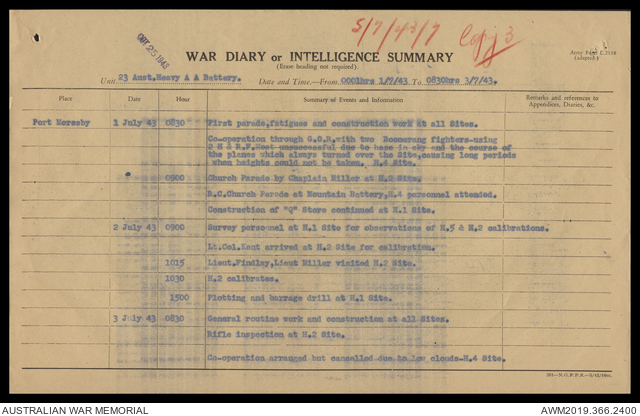 5/7/23/7
Copy 3
OCT 25 1943
WAR DIARY or INTELLIGENCE SUMMARY
(Erase heading not required).
Army Form C.2118
(adapted.)
Unit 23 Aust.Heavy A A Battery. Date and Time.—From 0001hrs 1/7/43 To 0830hrs 3/7/43.
Place Date Hour Summary of Events and Information Remarks and references to
Appendices, Diaries, &c.
Port Moresby 1 July 43 0830 First parade,fatigues and construction work at all Sites.
Co-operation through G.O.R.with two Boomerang fighters-using
2 H & R.F.Most unsuccessful due to haze in sky and the course of
the planes which always turned over the Site,causing long periods
when heights could not be taken. H.4 Site.
0900 Church Parade by Chaplain Miller at H.2 Site.
R.C.Church Parade at Mountain Battery,H.4 personnel attended.
Construction of "Q" Store continued at H.1 Site.
2 July 43 0900 Survey personnel at H.1 Site for observations of H.5 & H.2 calibrations.
Lt.Col.Kent arrived at H.2 Site for calibration.
1015 Lieut.Findlay,Lieut Miller visited H.2 Site.
1030 H.2 calibrates.
1500 Plotting and barrage drill at H.1 Site.
3 July 43 0830 General routine work and construction at all Sites.
Rifle inspection at H.2 Site.
Co-operation arranged but cancelled due to low clouds-H.4 Site.
AUSTRALIAN WAR MEMORIAL
AWM2019.366.2400